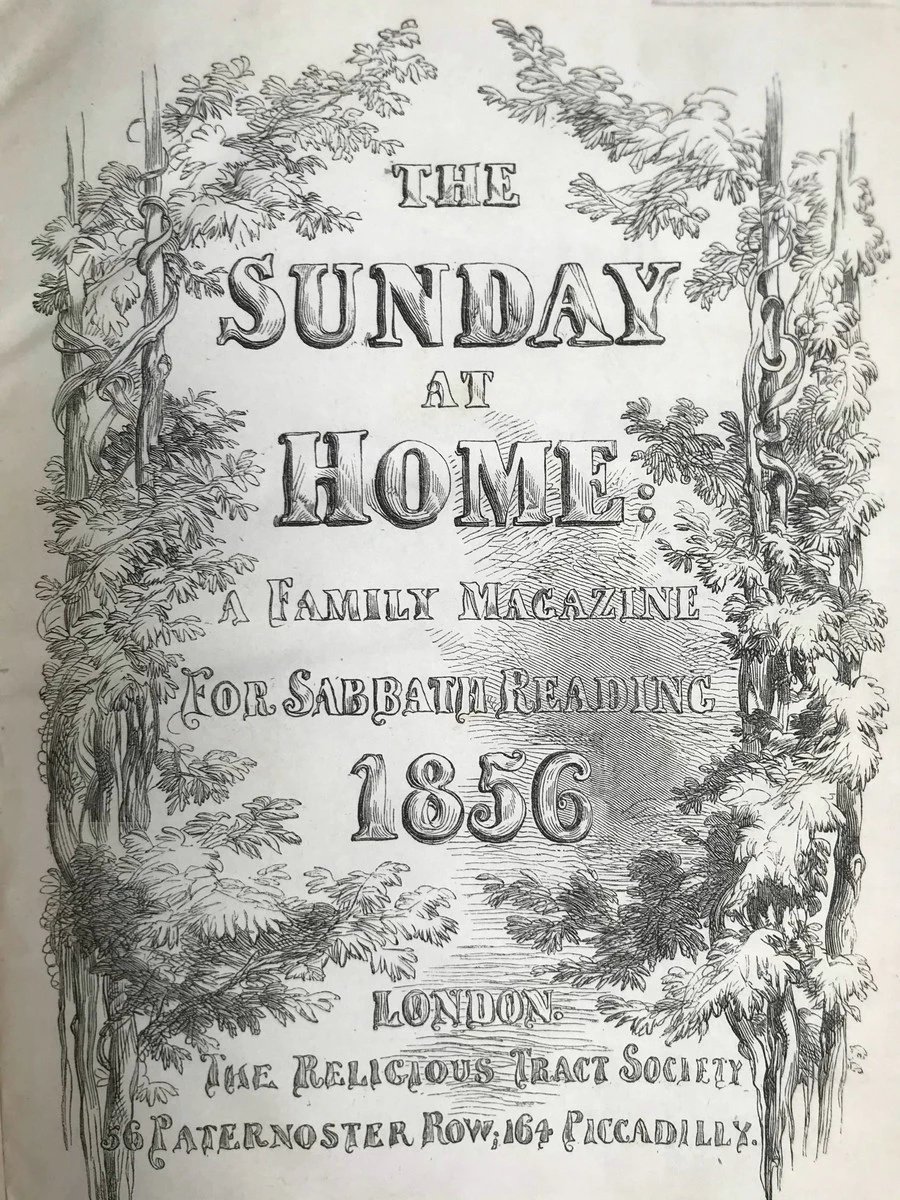 THE
SUNDAY
AT
HOME:
A FAMILY MAGAZINE
FOR SABBATH READING
1856
LONDON.
THE RELIGIOUS TRACT SOCIETY
56 PATERNOSTER ROW; 164 PICCADILLY.